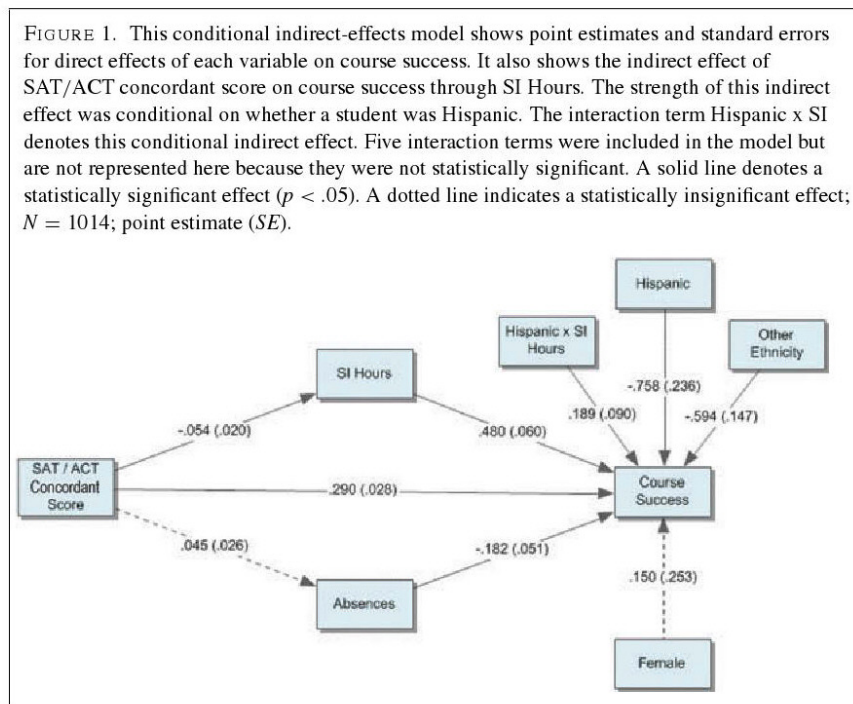 FIGURE 1. This conditional indirect-effects model shows point estimates and standard errors
for direct effects of each variable on course success. It also shows the indirect effect of
SAT/ACT concordant score on course success through SI Hours. The strength of this indirect
effect was conditional on whether a student was Hispanic. The interaction term Hispanic x SI
denotes this conditional indirect effect. Five interaction terms were included in the model but
are not represented here because they were not statistically significant. A solid line denotes a
statistically significant effect (p < .05). A dotted line indicates a statistically insignificant effect;
N = 1014; point estimate (SE).
Hispanic
Hispanic x SI
Hours
Other
Ethnicity
SI Hours
-.758 (.236)
.189 (.090)
-.594 (.147)
-.054 (.020)
.480 (.060)
SAT / ACT
Concordant
Score
.290 (.028)
Course
Success
.045 (.026)
-.182 (.051)
.150 (.253)
Absences
Female